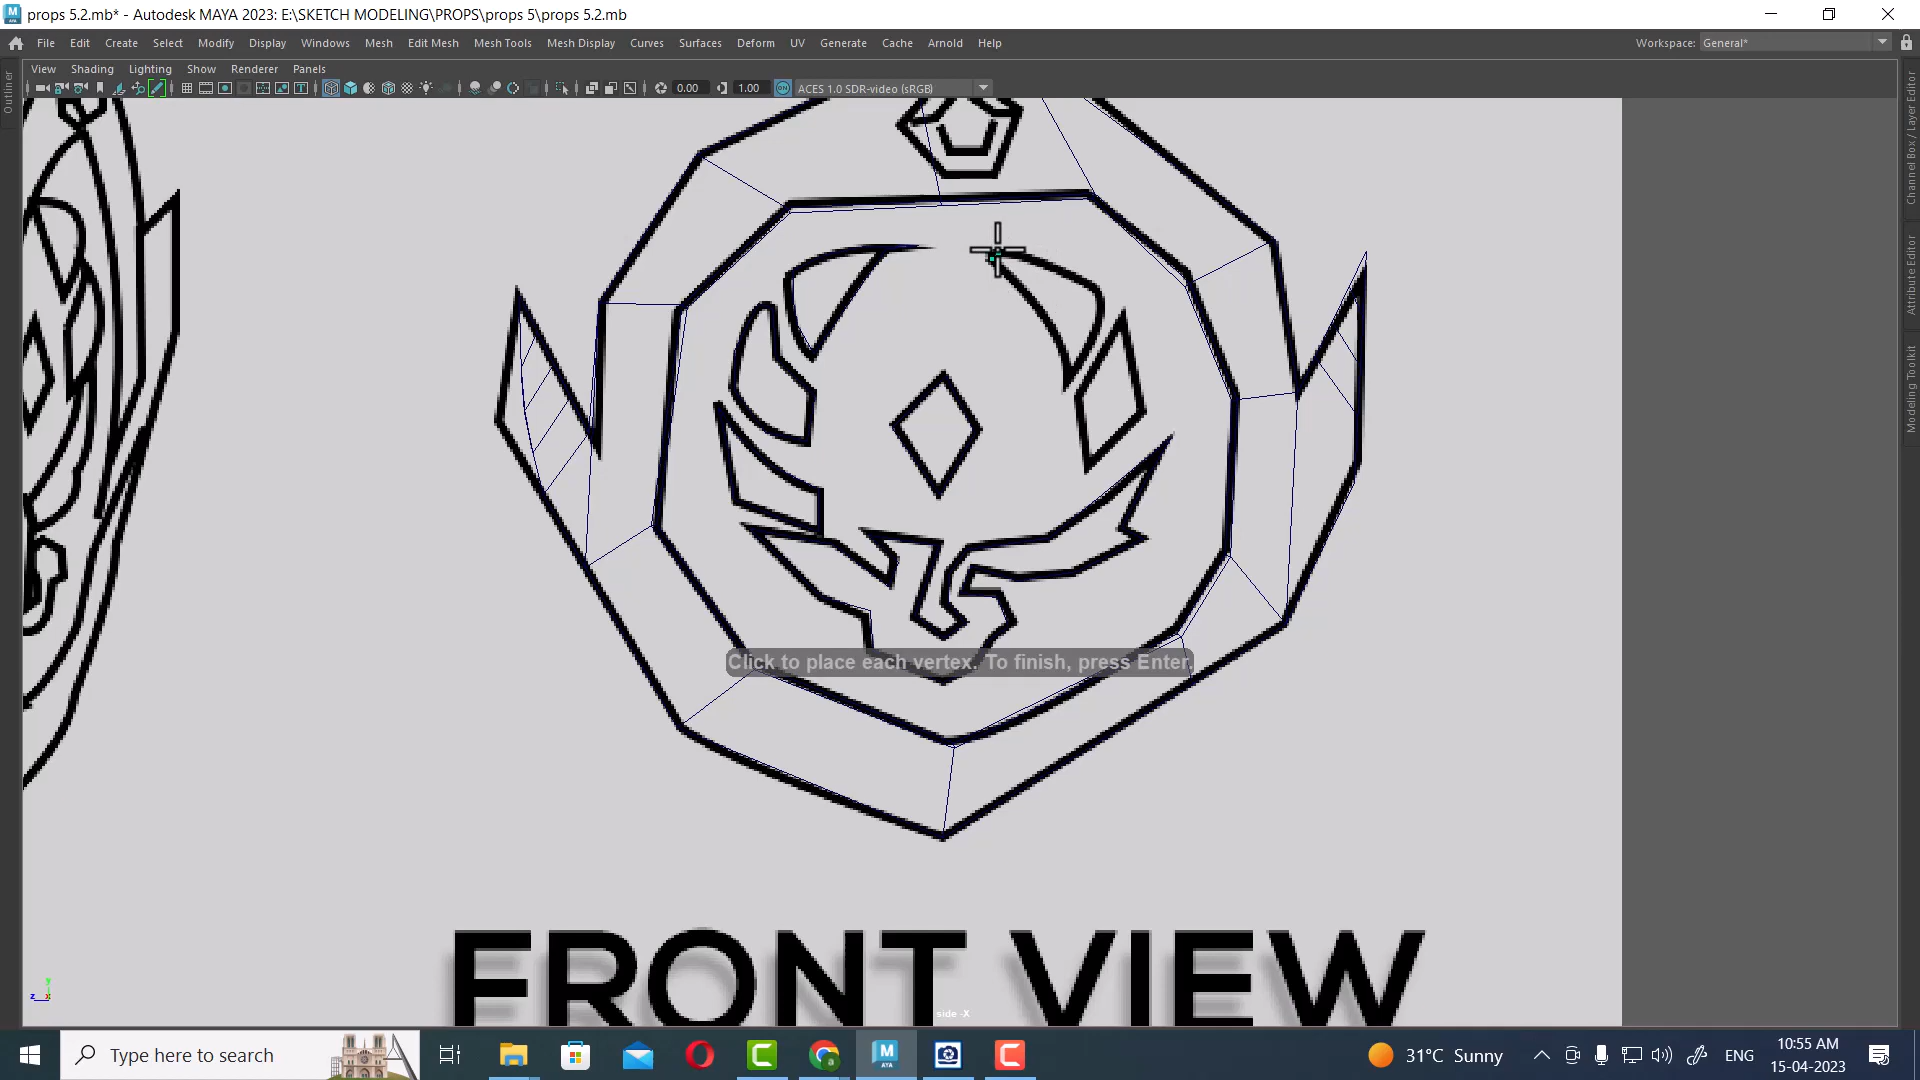 props 5.2.mb* - Autodesk MAYA 2023: E:\SKETCH MODELING\PROPS\props 5\props 5.2.mb
File Edit Create Select Modify Display Windows Mesh Edit Mesh Mesh Tools Mesh Display Curves Surfaces Deform UV Generate Cache Arnold Help Workspace: General*
View Shading Lighting Show Renderer Panels
0.00 1.00 ON ACES 1.0 SDR-video (sRGB)
Outliner
Channel Box / Layer Editor
Attribute Editor
Modeling Toolkit
Click to place each vertex. To finish, press Enter.
FRONT VIEW
y
z x
side -X
Type here to search
31°C Sunny
ENG
10:55 AM
15-04-2023